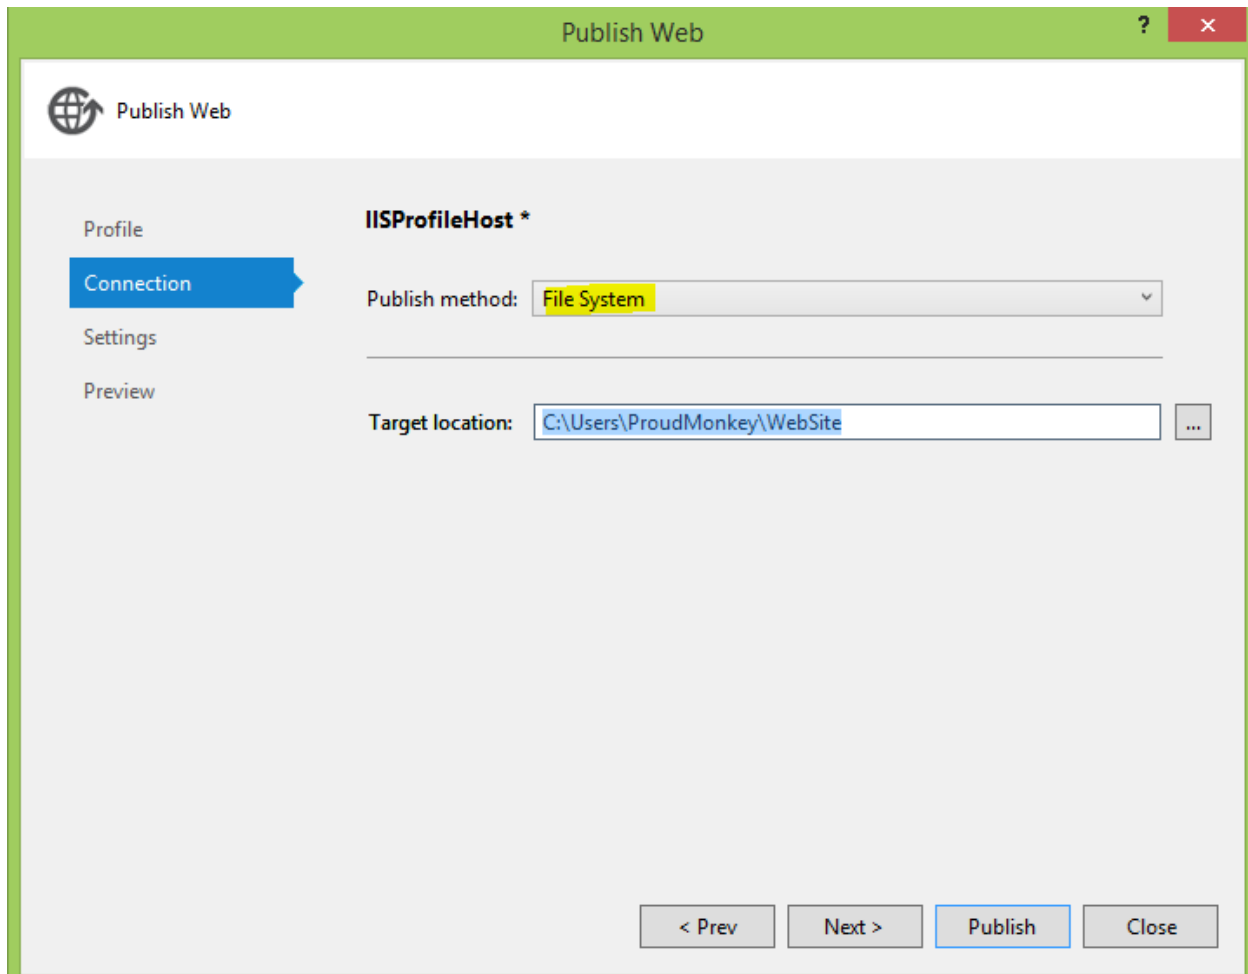 Publish Web
?
Publish Web
Profile
Connection
Settings
Preview
IISProfileHost *
Publish method: File System
Target location: C:\Users\ProudMonkey\WebSite ...
< Prev Next > Publish Close